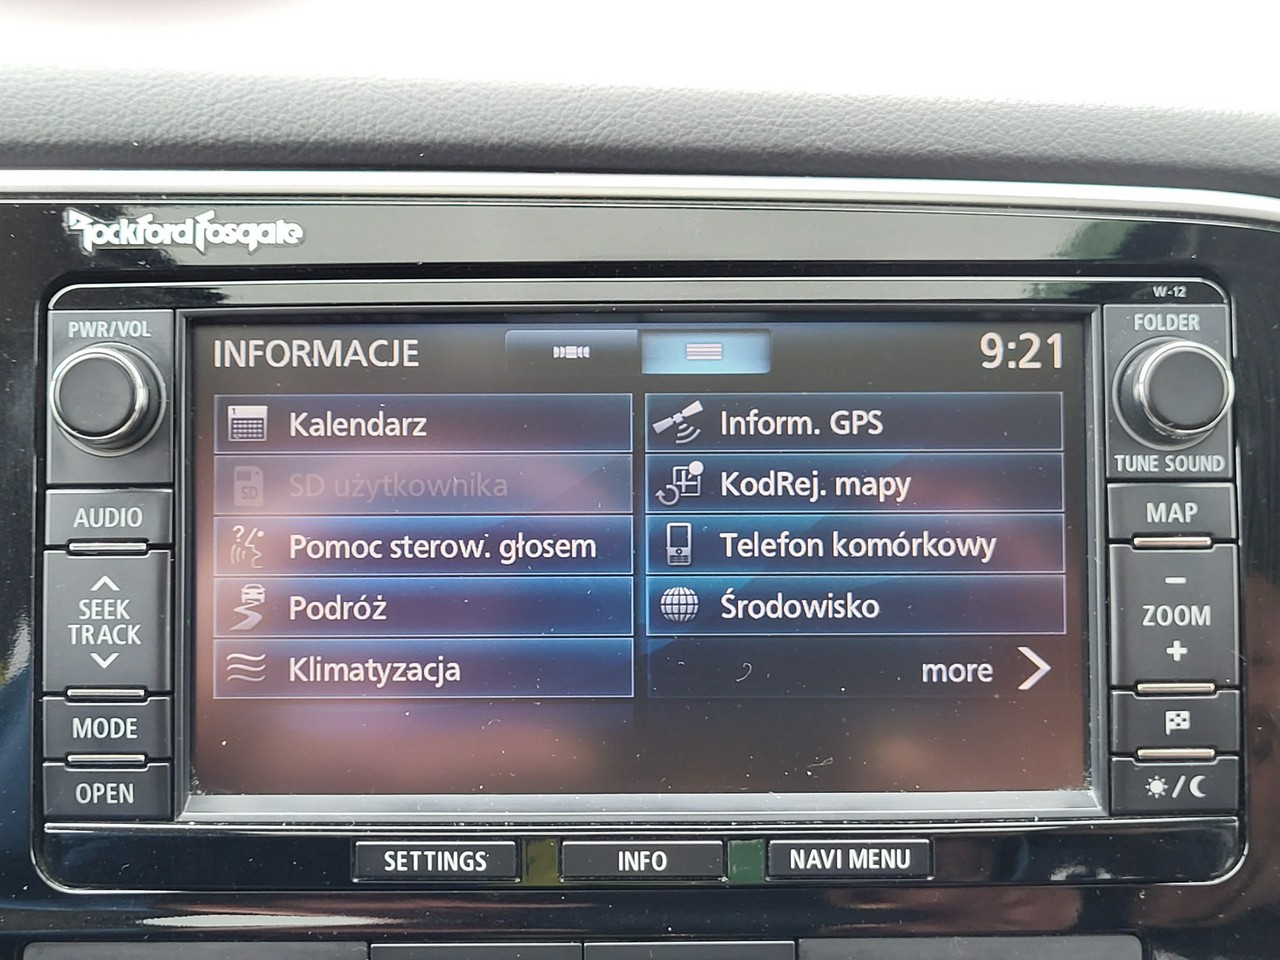 Rockford Fosgate
W-12
PWR/VOL
FOLDER
INFORMACJE
9:21
1
Kalendarz
Inform. GPS
TUNE SOUND
SD
SD użytkownika
KodRej. mapy
AUDIO
MAP
Pomoc sterow. głosem
Telefon komórkowy
SEEK
TRACK
ZOOM
Podróż
Środowisko
Klimatyzacja
more
MODE
OPEN
SETTINGS
INFO
NAVI MENU